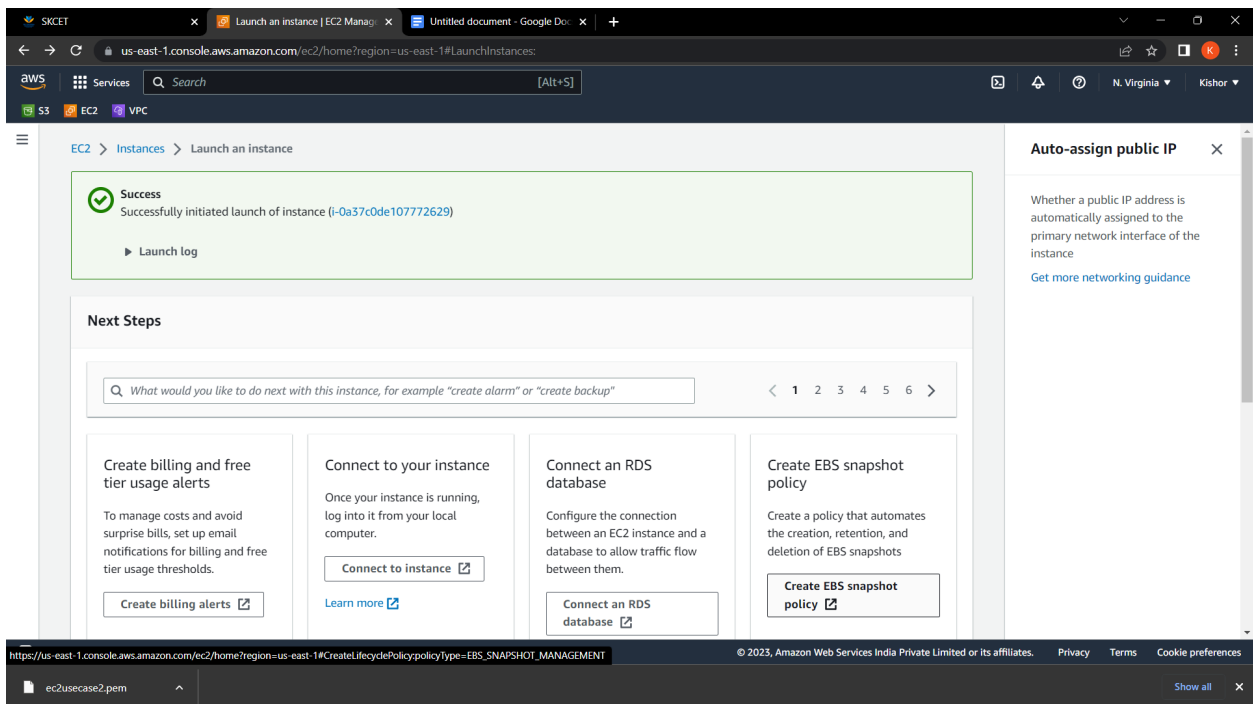 SKCET
Launch an instance | EC2 Manage
Untitled document - Google Doc
us-east-1.console.aws.amazon.com/ec2/home?region=us-east-1#LaunchInstances:
K
aws
Services
Search
[Alt+S]
N. Virginia
Kishor
S3
EC2
VPC
EC2 > Instances > Launch an instance
Success
Successfully initiated launch of instance (i-0a37c0de107772629)
Launch log
Next Steps
What would you like to do next with this instance, for example “create alarm” or “create backup”
1 2 3 4 5 6
Create billing and free
tier usage alerts
To manage costs and avoid
surprise bills, set up email
notifications for billing and free
tier usage thresholds.
Create billing alerts
Connect to your instance
Once your instance is running,
log into it from your local
computer.
Connect to instance
Learn more
Connect an RDS
database
Configure the connection
between an EC2 instance and a
database to allow traffic flow
between them.
Connect an RDS
database
Create EBS snapshot
policy
Create a policy that automates
the creation, retention, and
deletion of EBS snapshots
Create EBS snapshot
policy
Auto-assign public IP
Whether a public IP address is
automatically assigned to the
primary network interface of the
instance
Get more networking guidance
https://us-east-1.console.aws.amazon.com/ec2/home?region=us-east-1#CreateLifecyclePolicy:policyType=EBS_SNAPSHOT_MANAGEMENT
© 2023, Amazon Web Services India Private Limited or its affiliates.
Privacy
Terms
Cookie preferences
ec2usecase2.pem
Show all